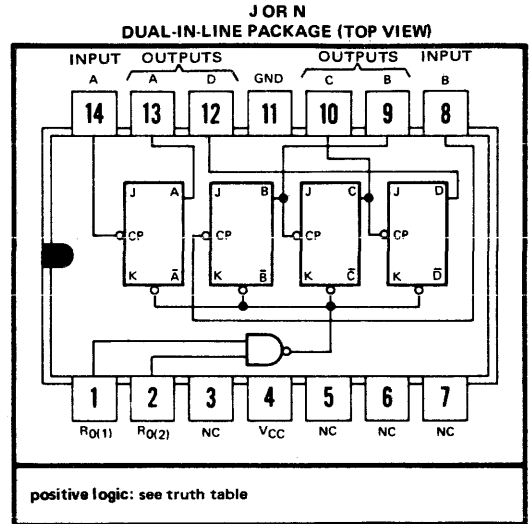 J OR N
DUAL-IN-LINE PACKAGE (TOP VIEW)
INPUT OUTPUTS OUTPUTS INPUT
A A D GND C B B
14 13 12 11 10 9 8
J A J B J C J D
CP CP CP CP
K A̅ K B̅ K C̅ K D̅
1 2 3 4 5 6 7
R0(1) R0(2) NC VCC NC NC NC
positive logic: see truth table